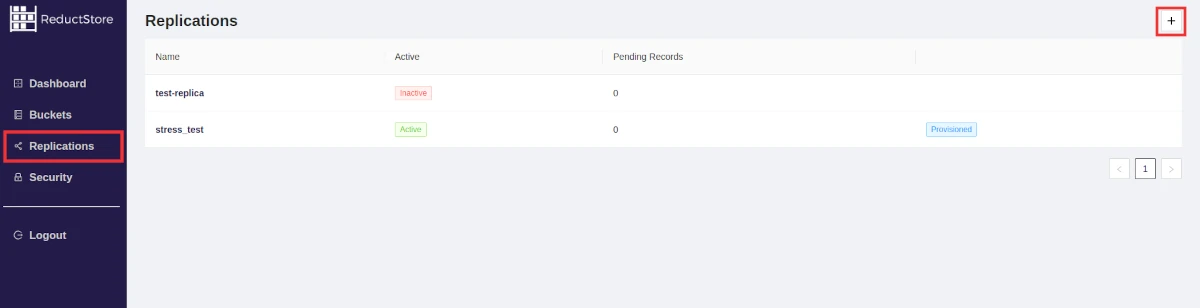 ReductStore
Dashboard
Buckets
Replications
Security
Logout
Replications
+
Name Active Pending Records
test-replica Inactive 0
stress_test Active 0 Provisioned
< 1 >